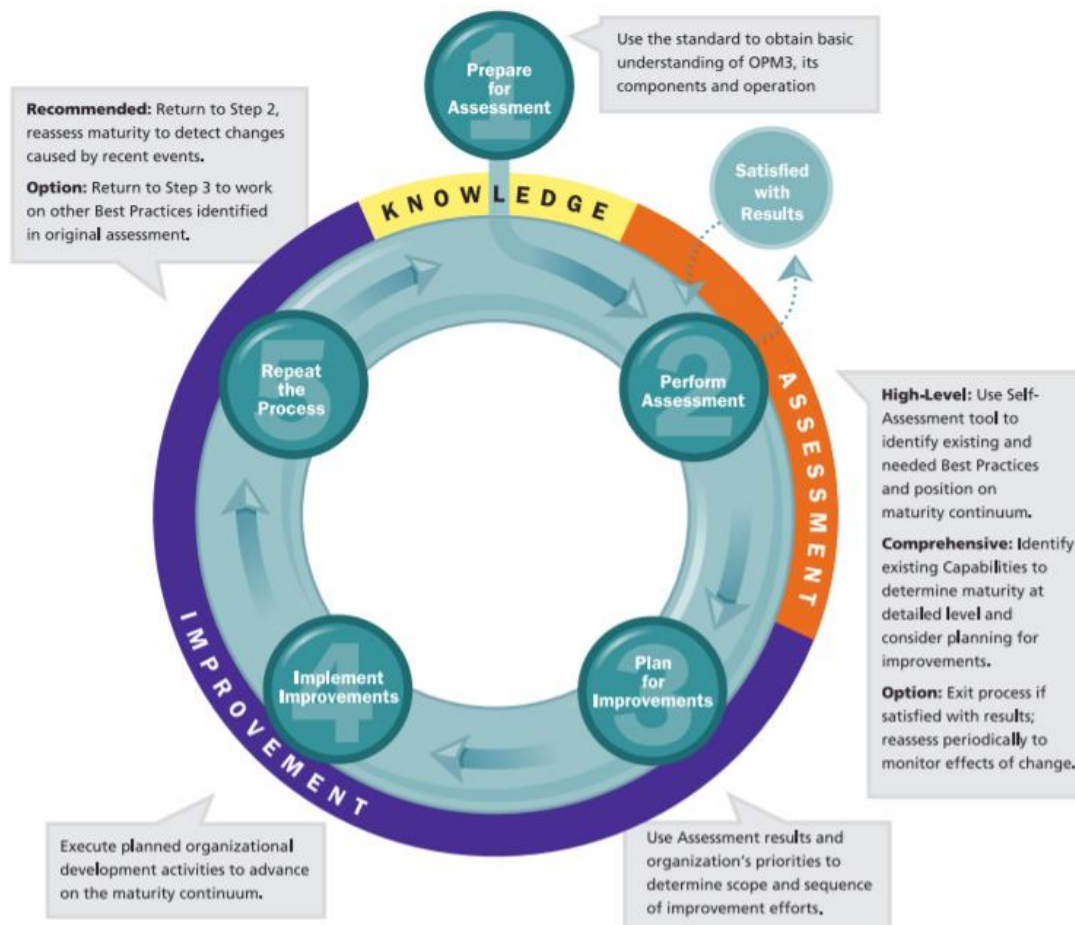 1
Prepare
for
Assessment
Use the standard to obtain basic
understanding of OPM3, its
components and operation
Recommended: Return to Step 2,
reassess maturity to detect changes
caused by recent events.
Option: Return to Step 3 to work
on other Best Practices identified
in original assessment.
Satisfied
with
Results
KNOWLEDGE
5
Repeat
the
Process
2
Perform
Assessment
ASSESSMENT
High-Level: Use Self-
Assessment tool to
identify existing and
needed Best Practices
and position on
maturity continuum.
Comprehensive: Identify
existing Capabilities to
determine maturity at
detailed level and
consider planning for
improvements.
Option: Exit process if
satisfied with results;
reassess periodically to
monitor effects of change.
IMPROVEMENT
4
Implement
Improvements
3
Plan
for
Improvements
Execute planned organizational
development activities to advance
on the maturity continuum.
Use Assessment results and
organization's priorities to
determine scope and sequence
of improvement efforts.